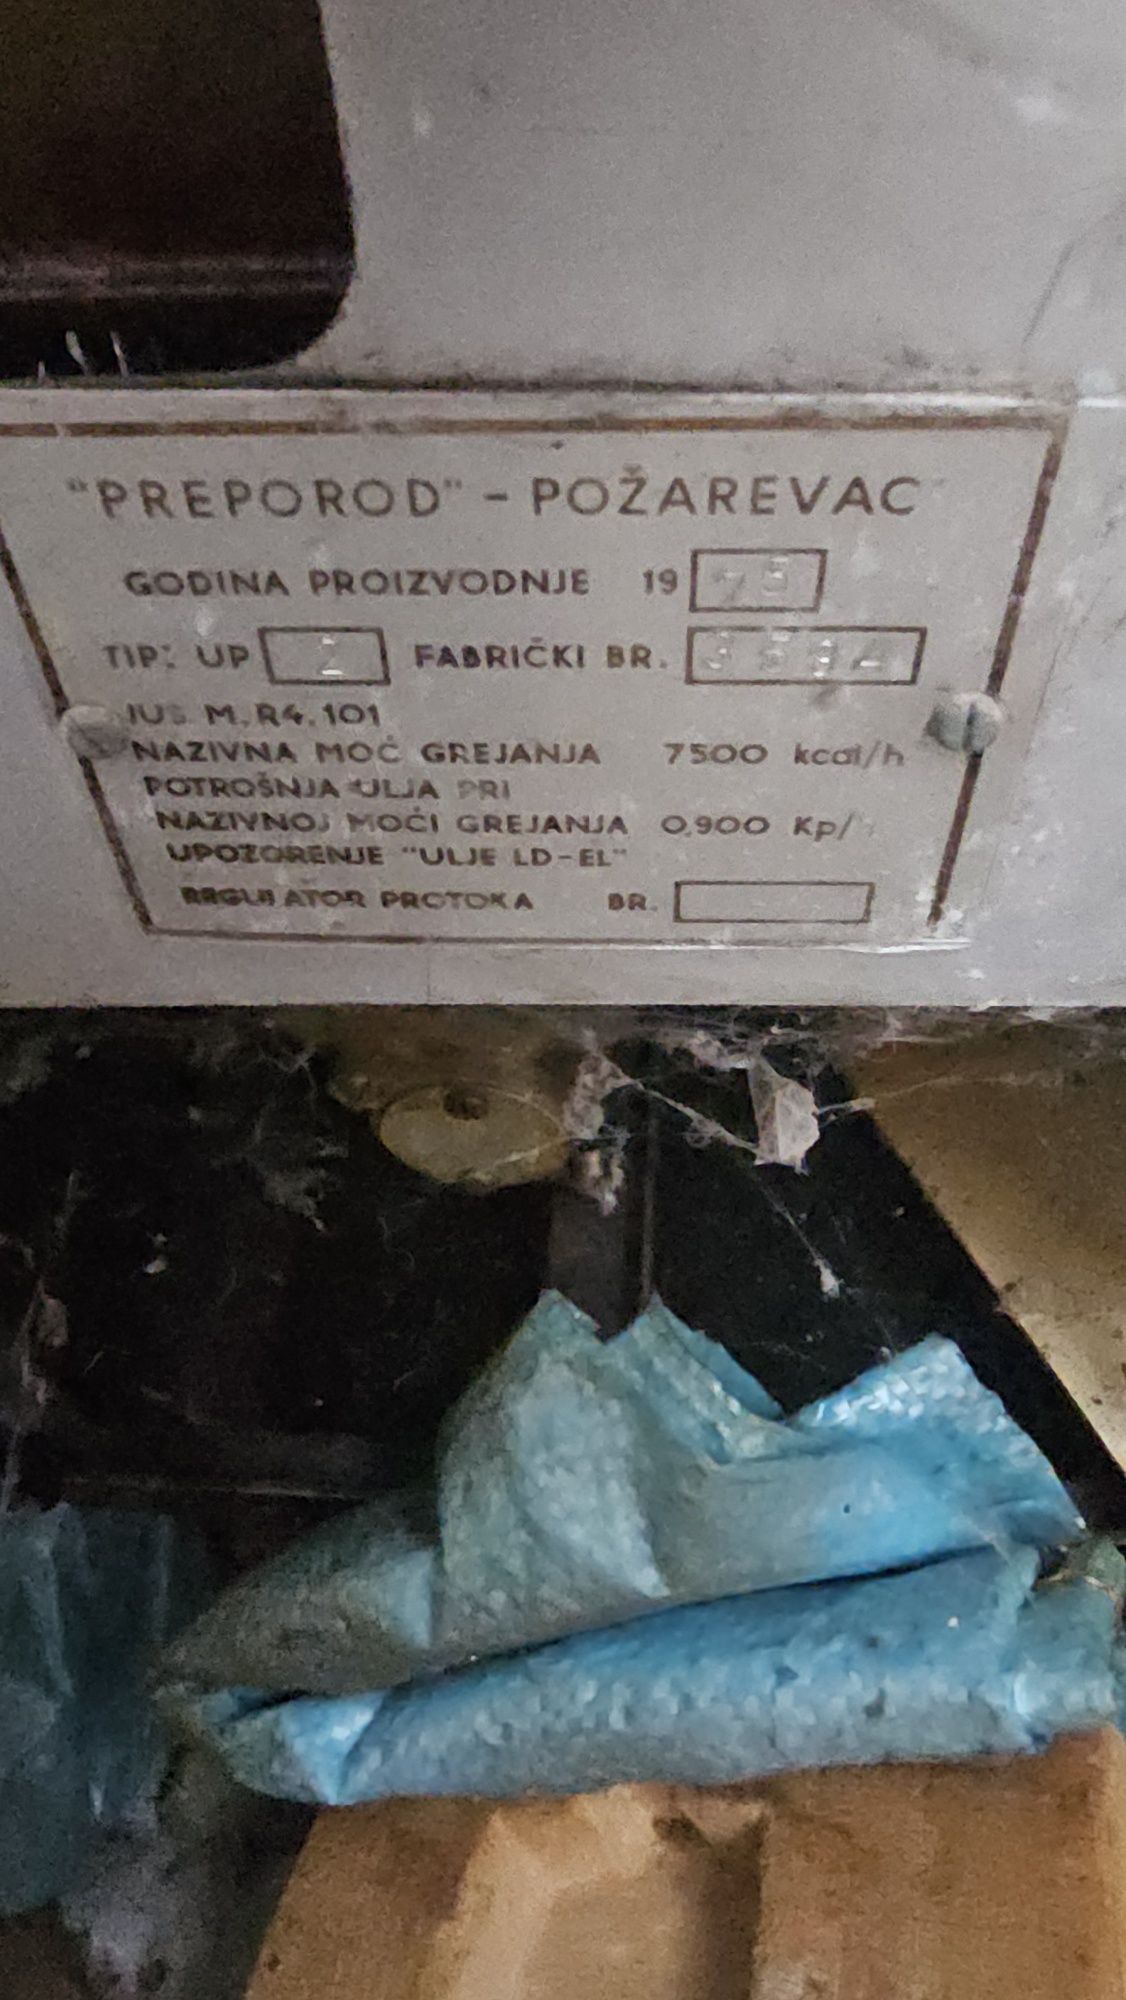 "PREPOROD" - POŽAREVAC
GODINA PROIZVODNJE 19
TIP: UP 2 FABRIČKI BR.
JUS M.R4.101
NAZIVNA MOĆ GREJANJA 7500 kcal/h
POTROŠNJA ULJA PRI
NAZIVNOJ MOĆI GREJANJA 0,900 Kp/
UPOZORENJE "ULJE LD-EL"
REGULATOR PROTOKA BR.